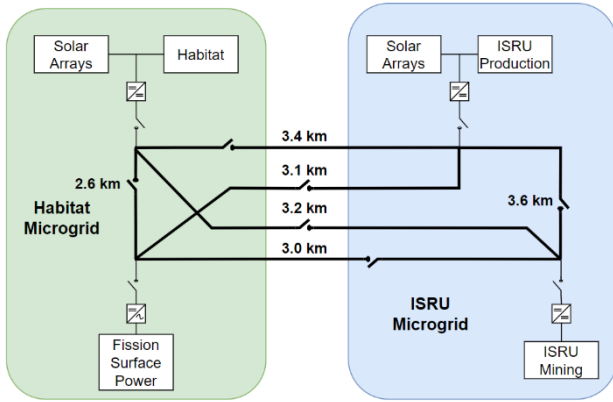 Solar
Arrays
Habitat
Solar
Arrays
ISRU
Production
3.4 km
3.1 km
2.6 km
3.2 km
3.6 km
Habitat
Microgrid
3.0 km
ISRU
Microgrid
Fission
Surface
Power
ISRU
Mining